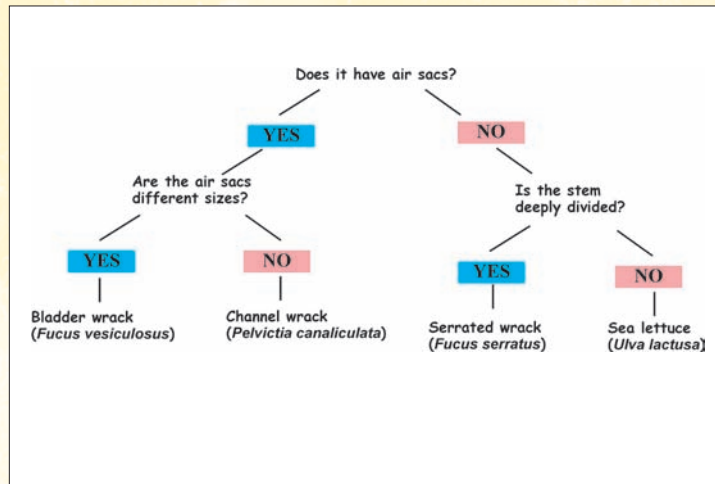 Does it have air sacs?
YES
NO
Are the air sacs
different sizes?
Is the stem
deeply divided?
YES
NO
YES
NO
Bladder wrack
(Fucus vesiculosus)
Channel wrack
(Pelvictia canaliculata)
Serrated wrack
(Fucus serratus)
Sea lettuce
(Ulva lactusa)